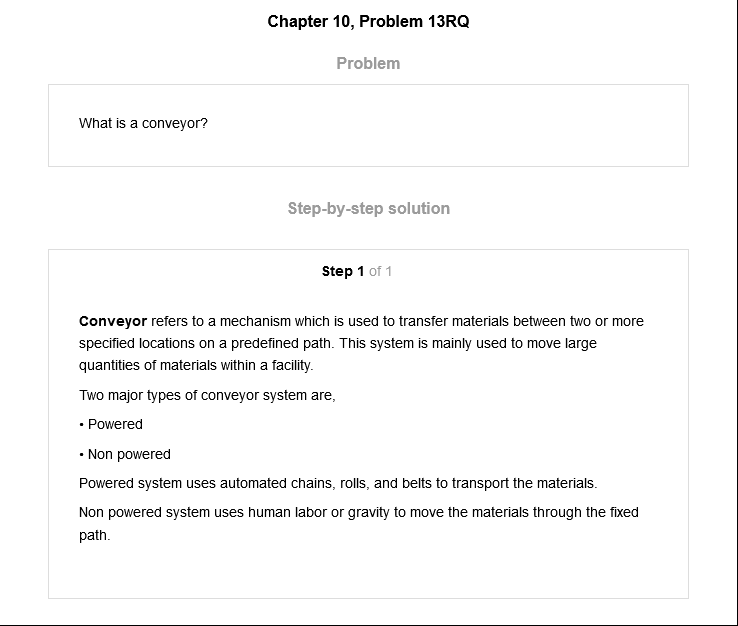 Chapter 10, Problem 13RQ
Problem
What is a conveyor?
Step-by-step solution
Step 1 of 1
Conveyor refers to a mechanism which is used to transfer materials between two or more
specified locations on a predefined path. This system is mainly used to move large
quantities of materials within a facility.
Two major types of conveyor system are,
• Powered
• Non powered
Powered system uses automated chains, rolls, and belts to transport the materials.
Non powered system uses human labor or gravity to move the materials through the fixed
path.